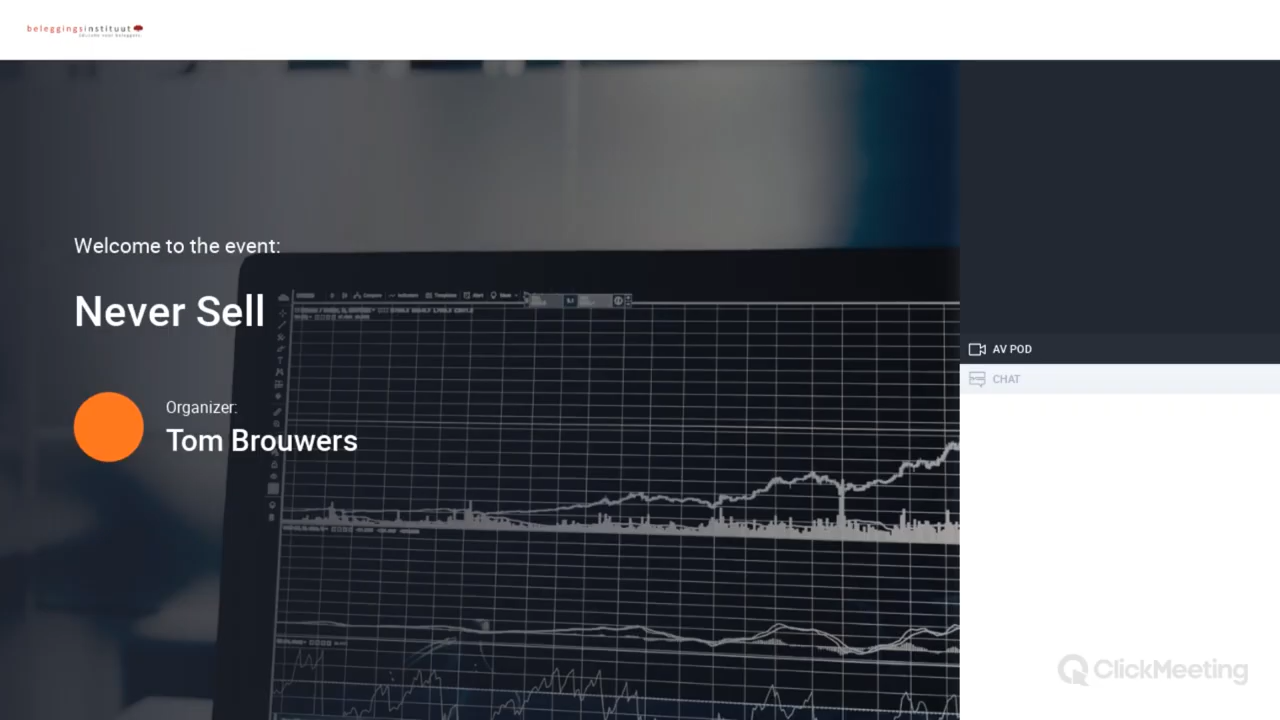 beleggingsinstituut
Welcome to the event:
Never Sell
Organizer:
Tom Brouwers
AV POD
CHAT
ClickMeeting